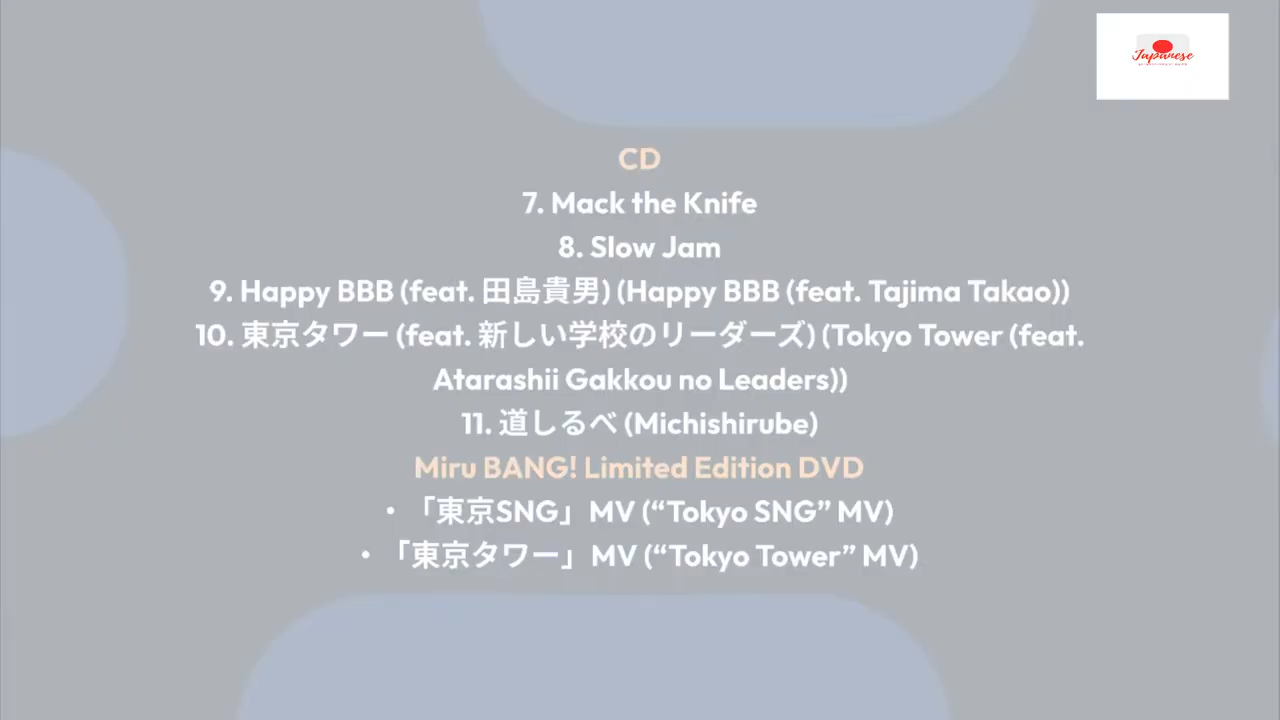 Japanese
CD
7. Mack the Knife
8. Slow Jam
9. Happy BBB (feat. 田島貴男) (Happy BBB (feat. Tajima Takao))
10. 東京タワー (feat. 新しい学校のリーダーズ) (Tokyo Tower (feat.
Atarashii Gakkou no Leaders))
11. 道しるべ (Michishirube)
Miru BANG! Limited Edition DVD
• 「東京SNG」MV (“Tokyo SNG” MV)
• 「東京タワー」MV (“Tokyo Tower” MV)